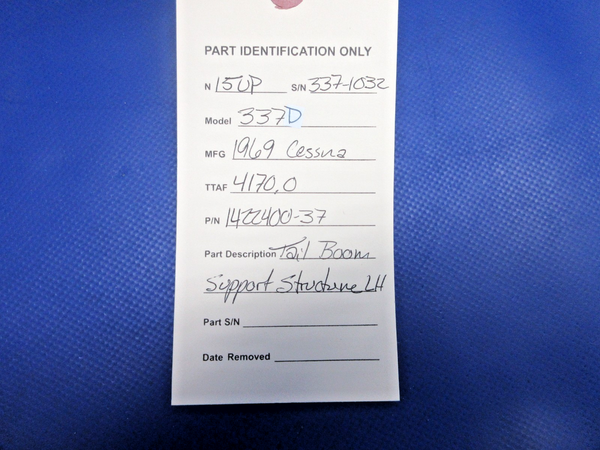 PART IDENTIFICATION ONLY
N 15UP S/N 337-1032
Model 337D
MFG 1969 Cessna
TTAF 4170.0
P/N 1422400-37
Part Description Tail Boom
Support Structure LH
Part S/N
Date Removed